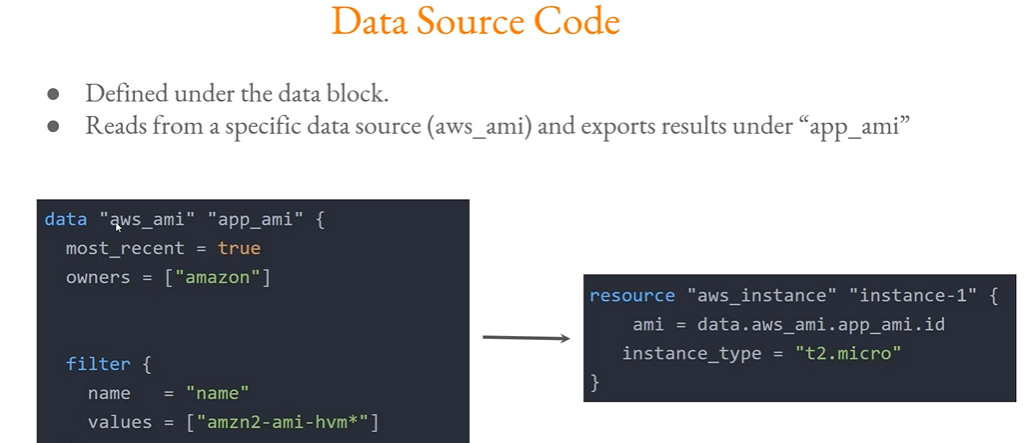 Data Source Code
● Defined under the data block.
● Reads from a specific data source (aws_ami) and exports results under “app_ami”
data "aws_ami" "app_ami" {
  most_recent = true
  owners = ["amazon"]
  filter {
    name   = "name"
    values = ["amzn2-ami-hvm*"]
resource "aws_instance" "instance-1" {
    ami = data.aws_ami.app_ami.id
   instance_type = "t2.micro"
}